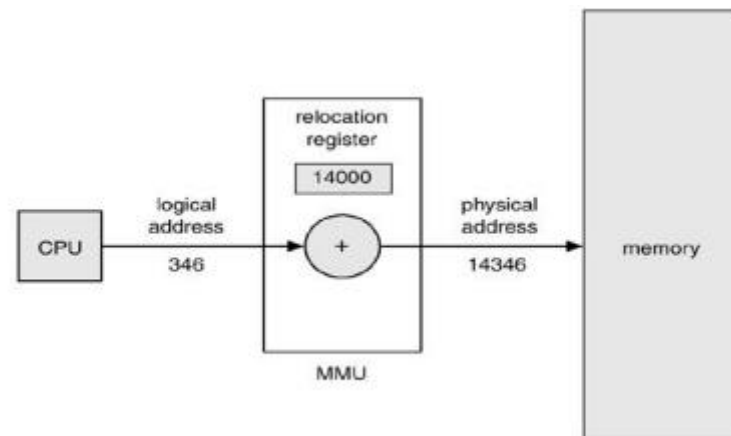 relocation
register
14000
logical
address
physical
address
CPU
+
memory
346
14346
MMU